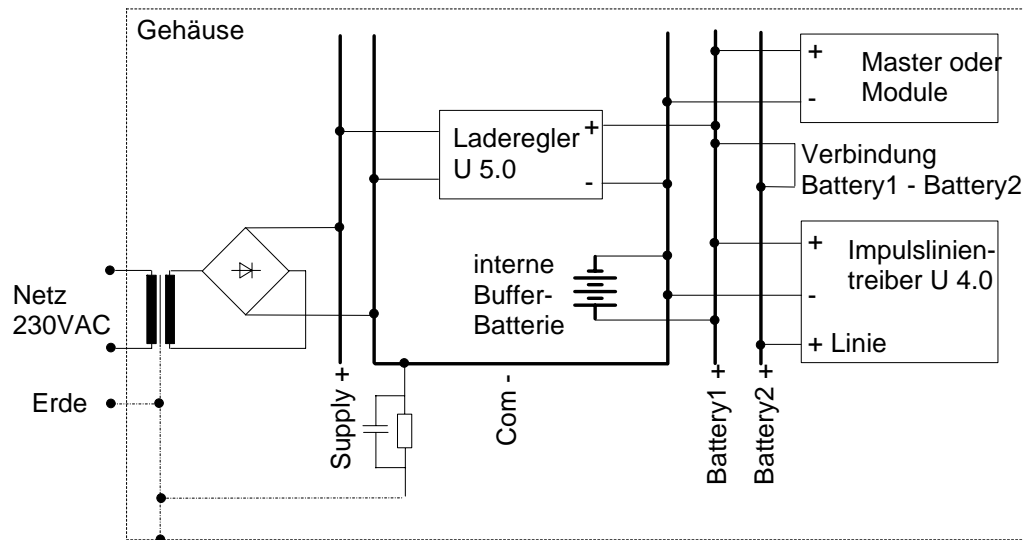 Gehäuse
+
Master oder
-
Module
Laderegler
+
U 5.0
-
Verbindung
Battery1 - Battery2
Netz
230VAC
interne
Buffer-
Batterie
+
Impulslinien-
-
treiber U 4.0
+ Linie
Erde
Supply +
Com -
Battery1 +
Battery2 +